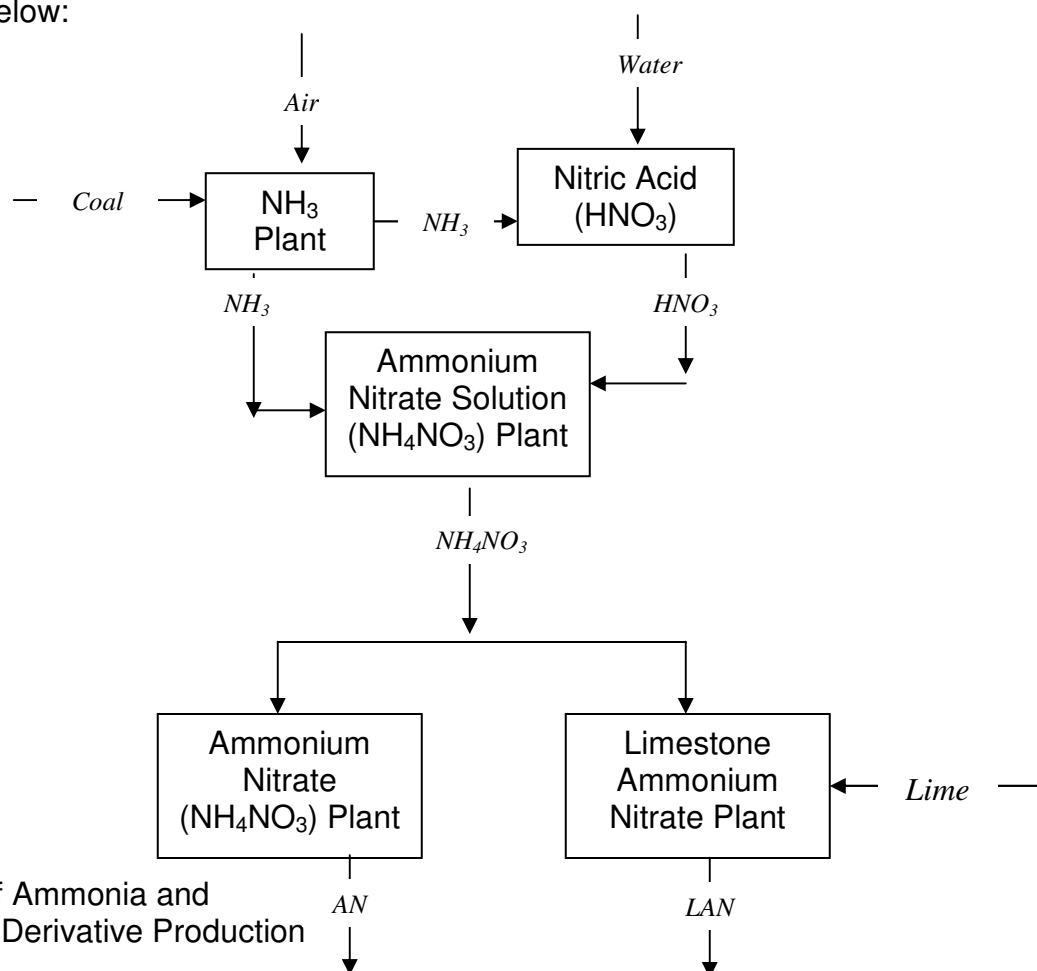 elow:
Water
Air
Nitric Acid
(HNO₃)
Coal
NH₃
Plant
NH₃
NH₃
HNO₃
Ammonium
Nitrate Solution
(NH₄NO₃) Plant
NH₄NO₃
Ammonium
Nitrate
(NH₄NO₃) Plant
Limestone
Ammonium
Nitrate Plant
Lime
Ammonia and
Derivative Production
AN
LAN